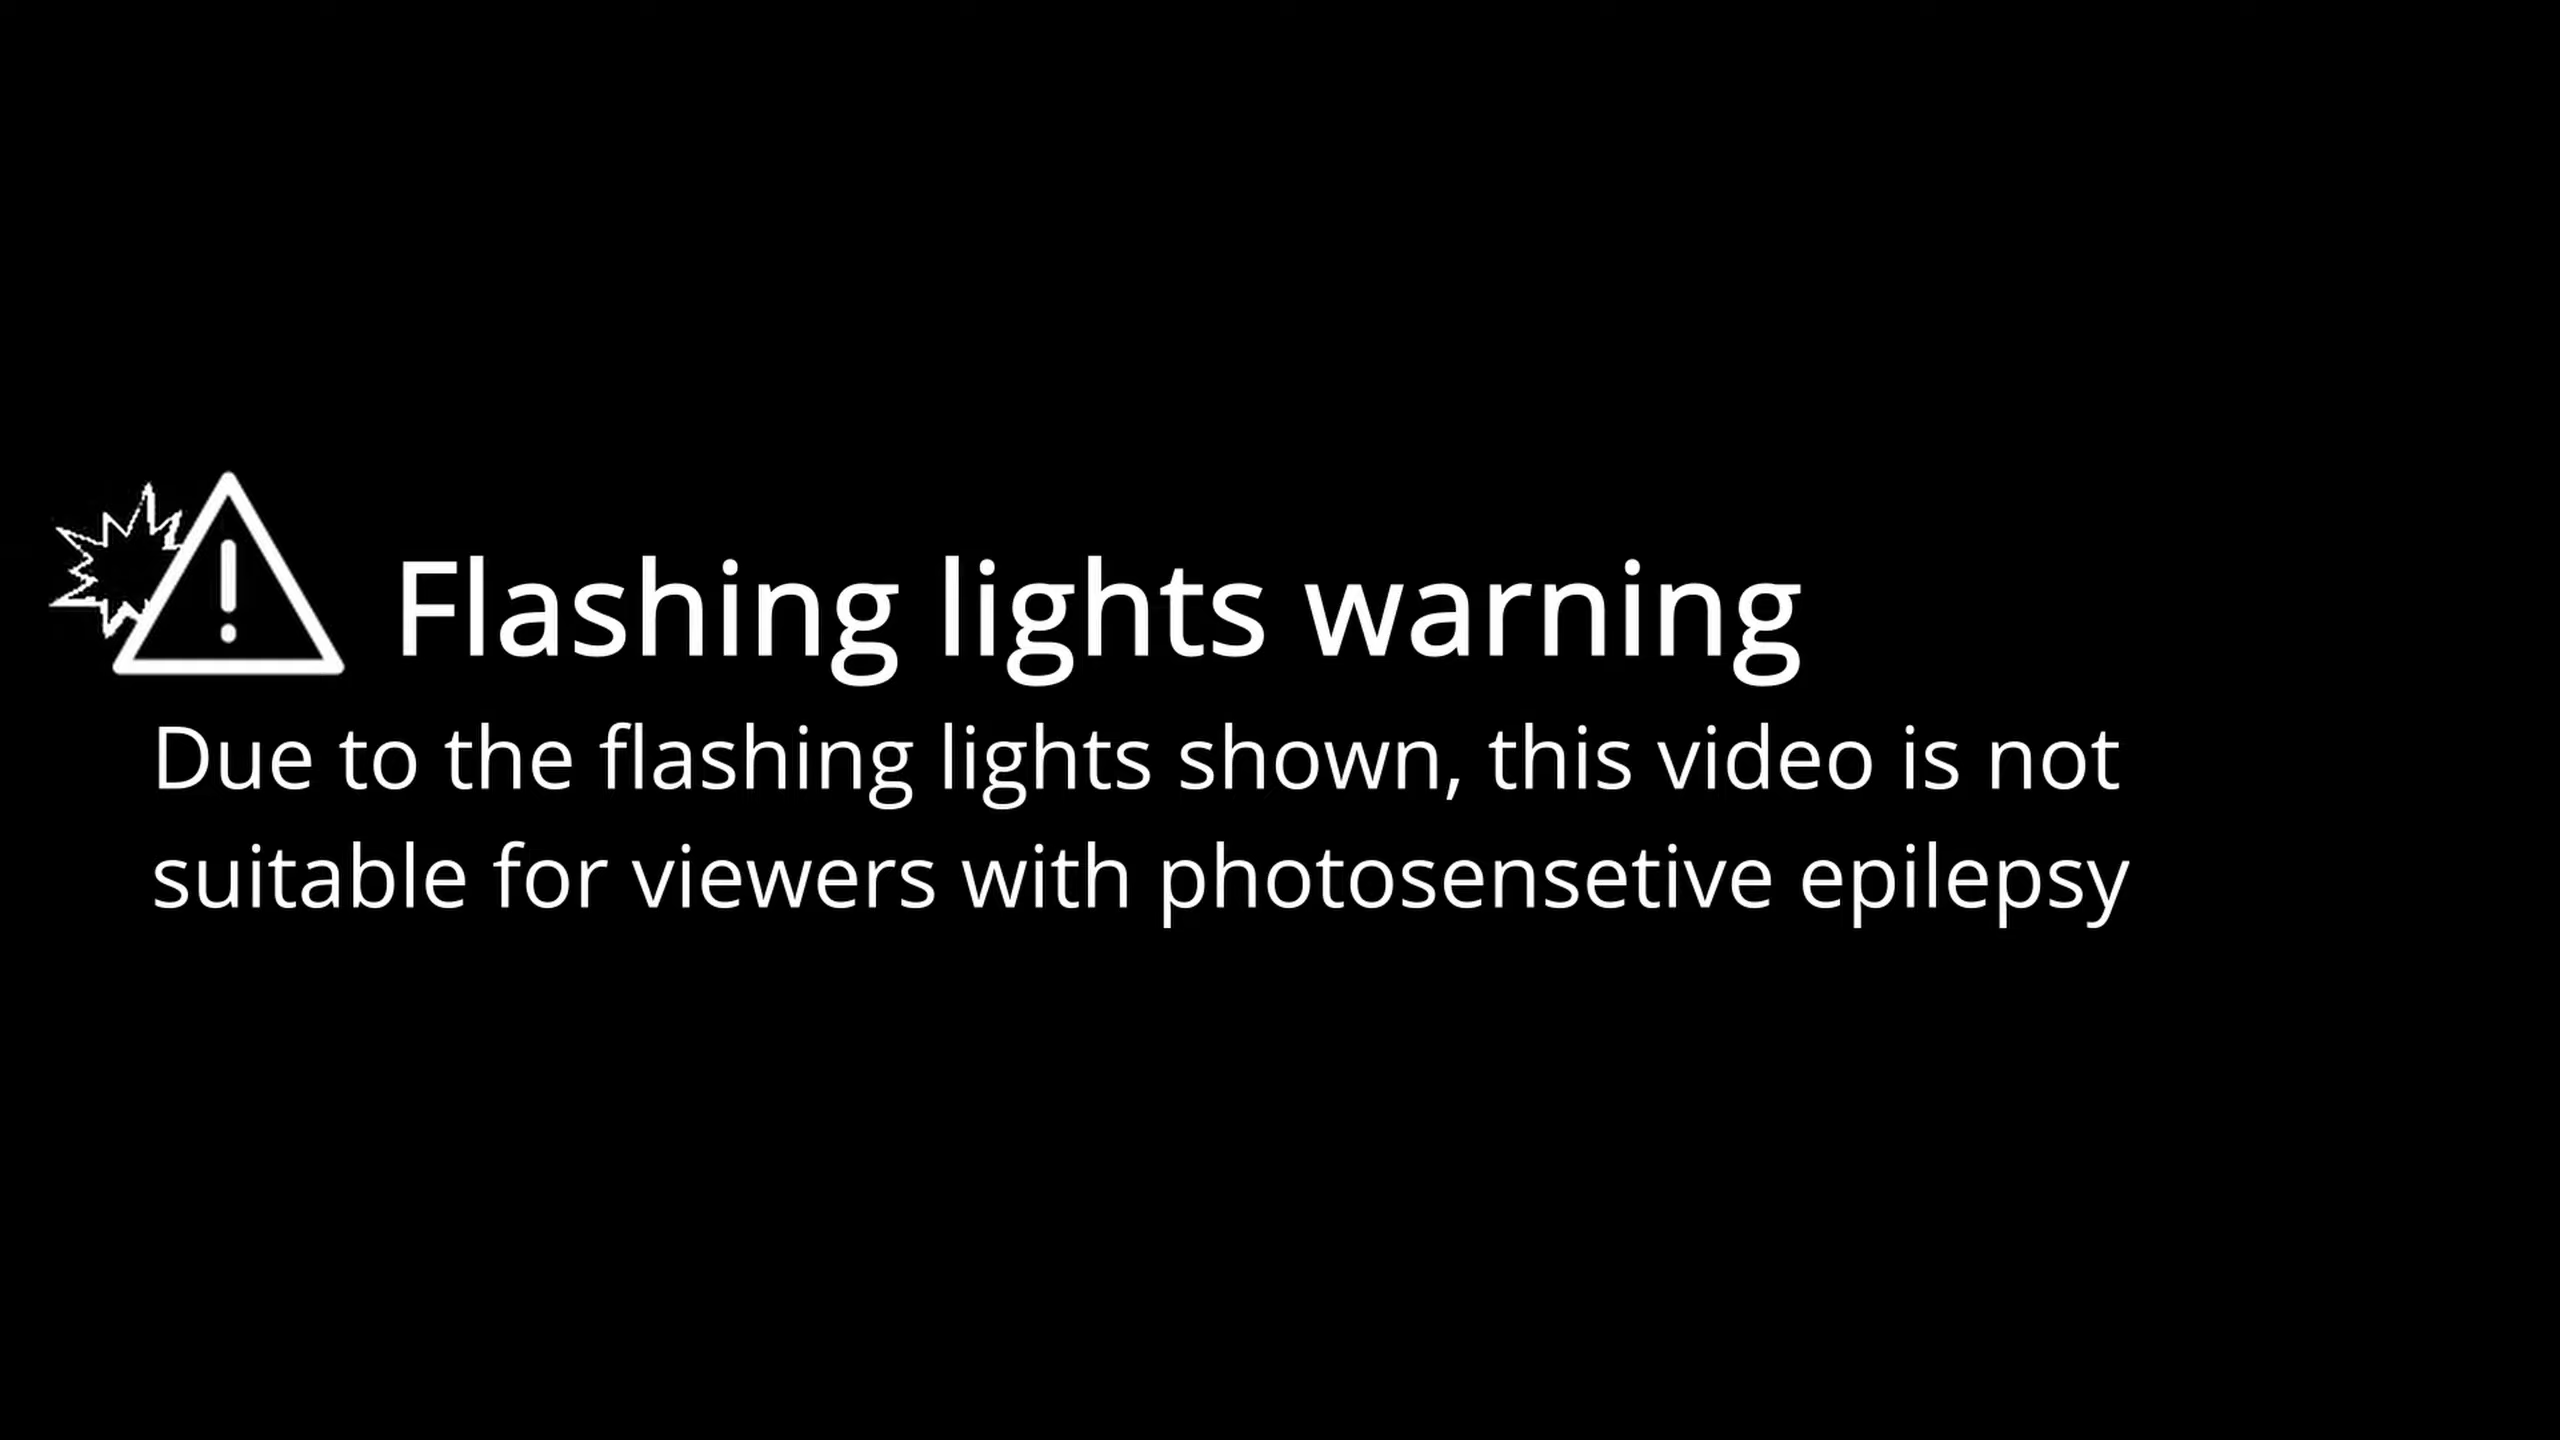 Flashing lights warning
Due to the flashing lights shown, this video is not
suitable for viewers with photosensetive epilepsy